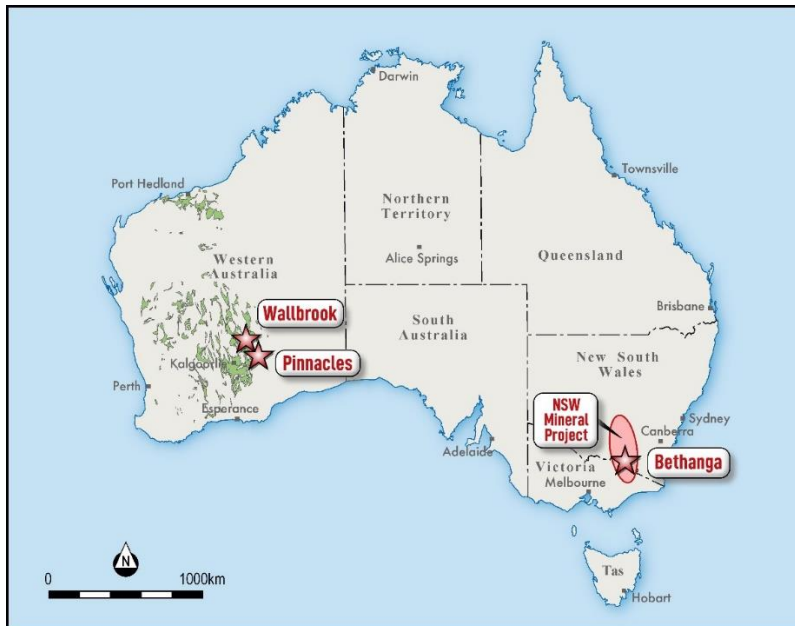 Darwin
Port Hedland
Northern
Territory
Townsville
Western
Australia
Alice Springs
Queensland
Wallbrook
South
Australia
Brisbane
Kalgoorlie
Pinnacles
New South
Wales
Perth
Esperance
NSW
Mineral
Project
Sydney
Canberra
Adelaide
Victoria
Bethanga
Melbourne
N
0
1000km
Tas
Hobart